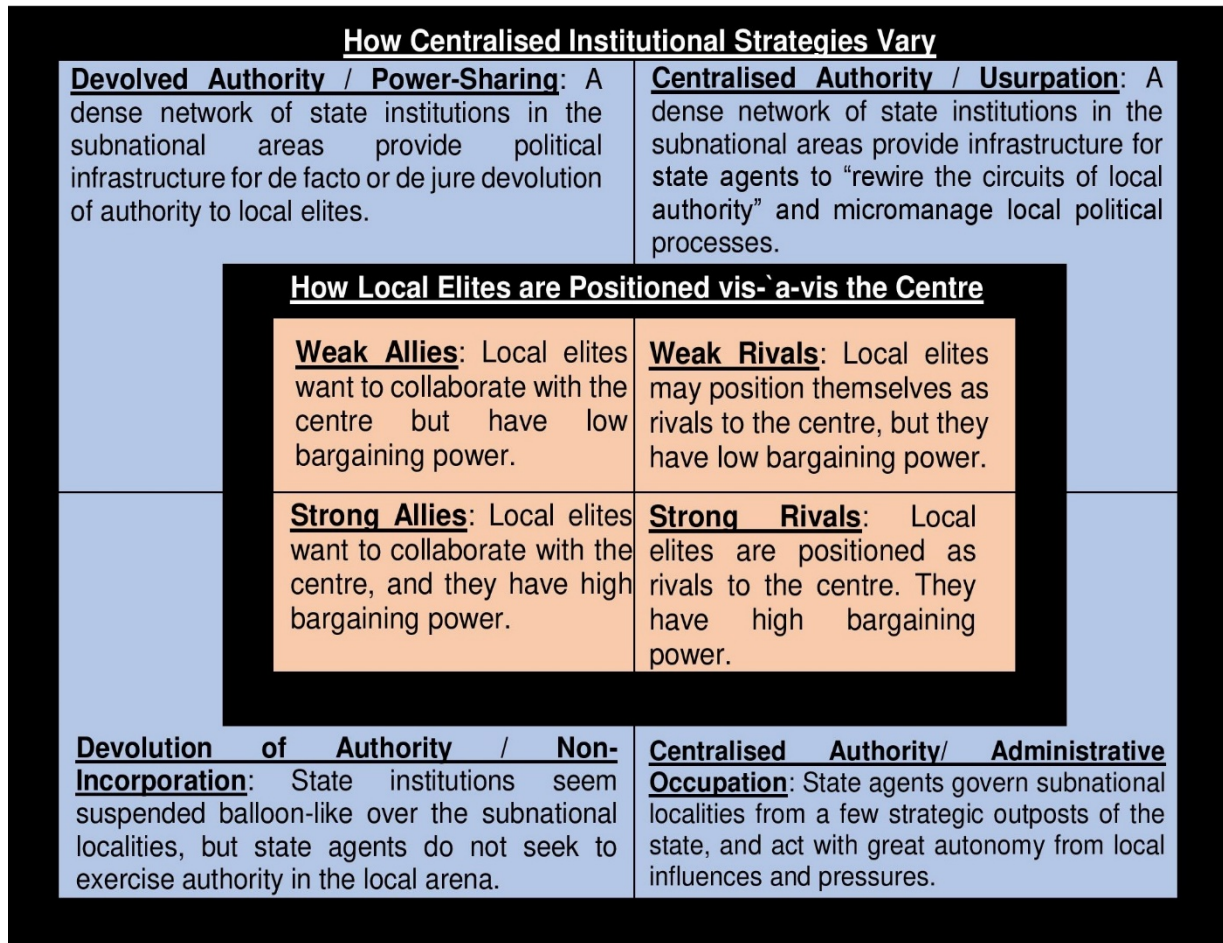 How Centralised Institutional Strategies Vary
Devolved Authority / Power-Sharing: A
dense network of state institutions in the
subnational areas provide political
infrastructure for de facto or de jure devolution
of authority to local elites.
Centralised Authority / Usurpation: A
dense network of state institutions in the
subnational areas provide infrastructure for
state agents to “rewire the circuits of local
authority” and micromanage local political
processes.
How Local Elites are Positioned vis-`a-vis the Centre
Weak Allies: Local elites
want to collaborate with the
centre but have low
bargaining power.
Weak Rivals: Local elites
may position themselves as
rivals to the centre, but they
have low bargaining power.
Strong Allies: Local elites
want to collaborate with the
centre, and they have high
bargaining power.
Strong Rivals: Local
elites are positioned as
rivals to the centre. They
have high bargaining
power.
Devolution of Authority / Non-
Incorporation: State institutions seem
suspended balloon-like over the subnational
localities, but state agents do not seek to
exercise authority in the local arena.
Centralised Authority/ Administrative
Occupation: State agents govern subnational
localities from a few strategic outposts of the
state, and act with great autonomy from local
influences and pressures.